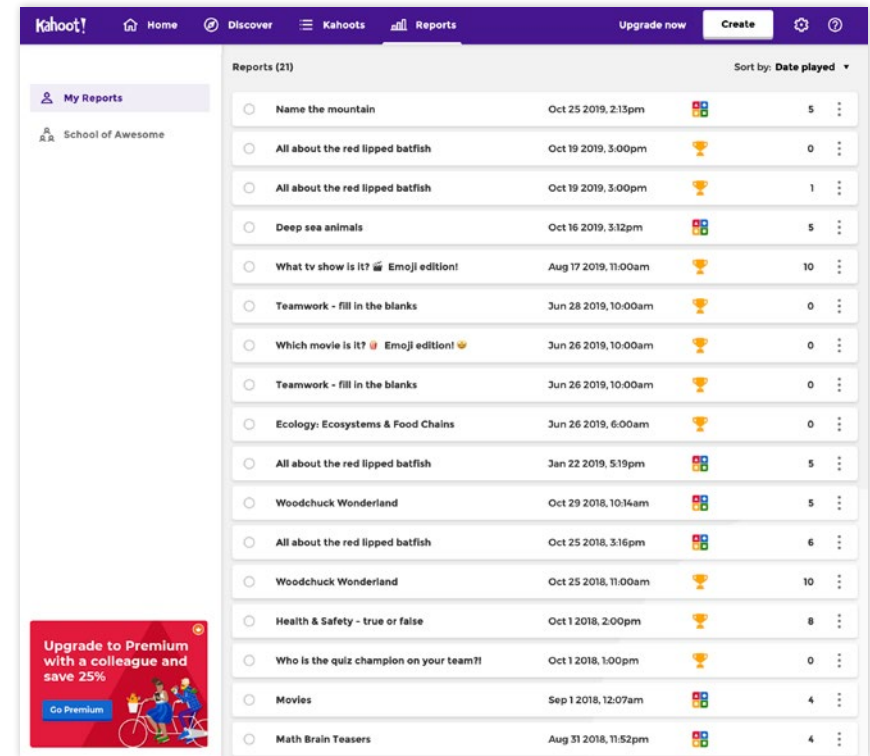 Kahoot! Home Discover Kahoots Reports Upgrade now Create
Reports (21) Sort by: Date played
My Reports
School of Awesome
Name the mountain Oct 25 2019, 2:13pm 5
All about the red lipped batfish Oct 19 2019, 3:00pm 0
All about the red lipped batfish Oct 19 2019, 3:00pm 1
Deep sea animals Oct 16 2019, 3:12pm 5
What tv show is it? 🎬 Emoji edition! Aug 17 2019, 11:00am 10
Teamwork - fill in the blanks Jun 28 2019, 10:00am 0
Which movie is it? 🍿 Emoji edition! 🤩 Jun 26 2019, 10:00am 0
Teamwork - fill in the blanks Jun 26 2019, 10:00am 0
Ecology: Ecosystems & Food Chains Jun 26 2019, 6:00am 0
All about the red lipped batfish Jan 22 2019, 5:19pm 5
Woodchuck Wonderland Oct 29 2018, 10:14am 5
All about the red lipped batfish Oct 25 2018, 3:16pm 6
Woodchuck Wonderland Oct 25 2018, 11:00am 10
Health & Safety - true or false Oct 1 2018, 2:00pm 8
Who is the quiz champion on your team?! Oct 1 2018, 1:00pm 0
Movies Sep 1 2018, 12:07am 4
Math Brain Teasers Aug 31 2018, 11:52pm 4
Upgrade to Premium
with a colleague and
save 25%
Go Premium